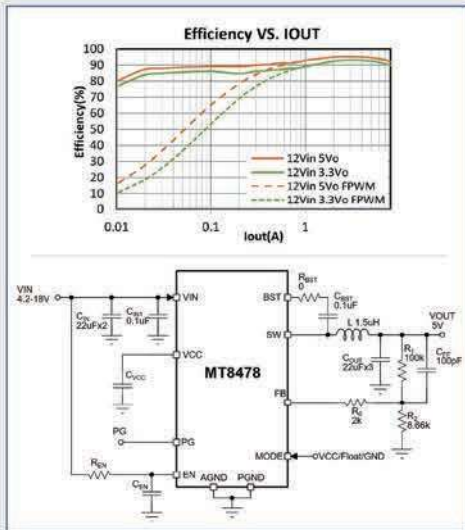 Efficiency VS. IOUT
100
90
80
70
60
50
40
30
20
10
0
Efficiency(%)
12Vin 5Vo
12Vin 3.3Vo
12Vin 5Vo FPWM
12Vin 3.3Vo FPWM
0.01
0.1
1
Iout(A)
VIN
4.2-18V
CIN
22uFx2
0.1uF
VIN
VCC
CVCC
PG
PG
REN
EN
CEN
MT8478
AGND
PGND
BST
RBST
0
CBST
0.1uF
SW
L 1.5uH
VOUT
5V
COUT
22uFx3
R1
100k
CFF
100pF
FB
2k
R2
8.66k
MODE
VCC/Float/GND